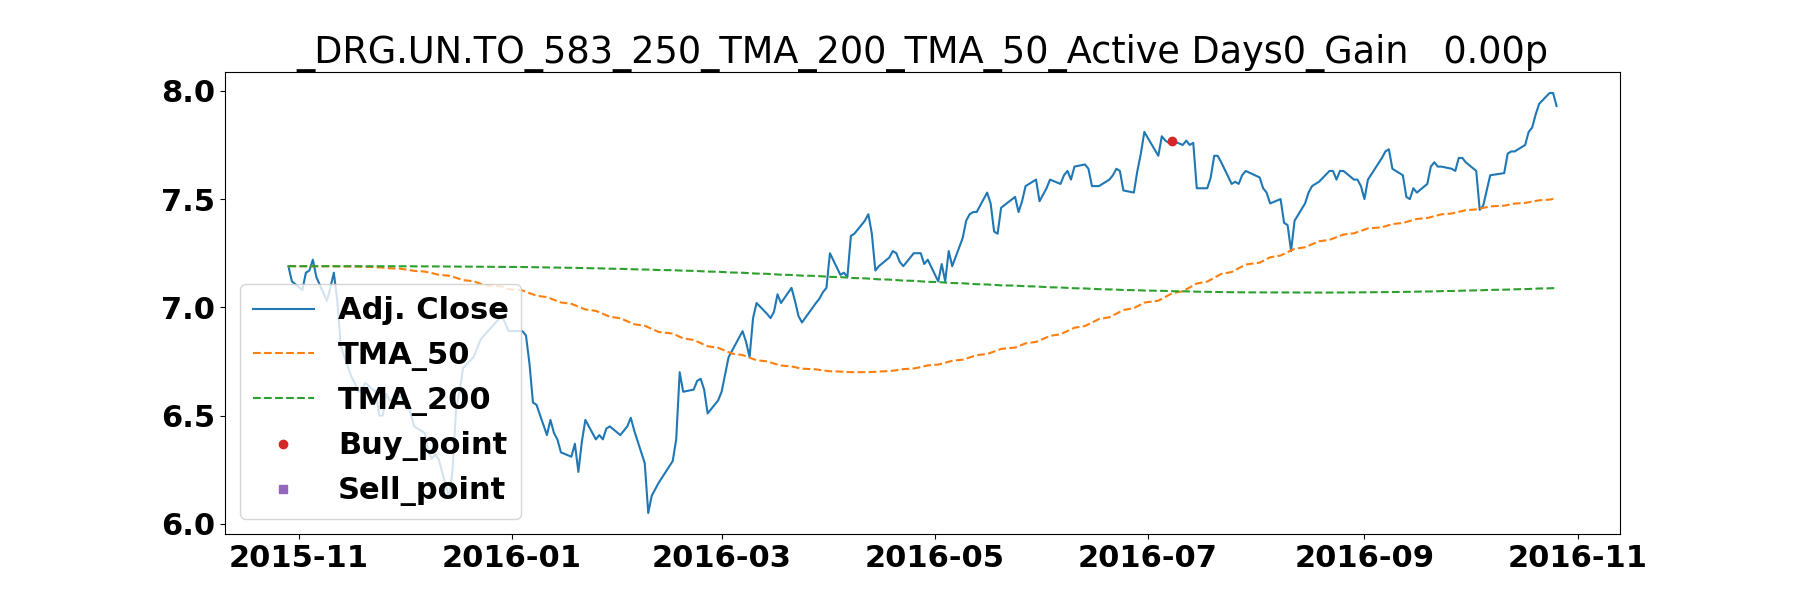 _DRG.UN.TO_583_250_TMA_200_TMA_50_Active Days0_Gain   0.00p
8.0
7.5
7.0
6.5
6.0
Adj. Close
TMA_50
TMA_200
Buy_point
Sell_point
2015-11 2016-01 2016-03 2016-05 2016-07 2016-09 2016-11